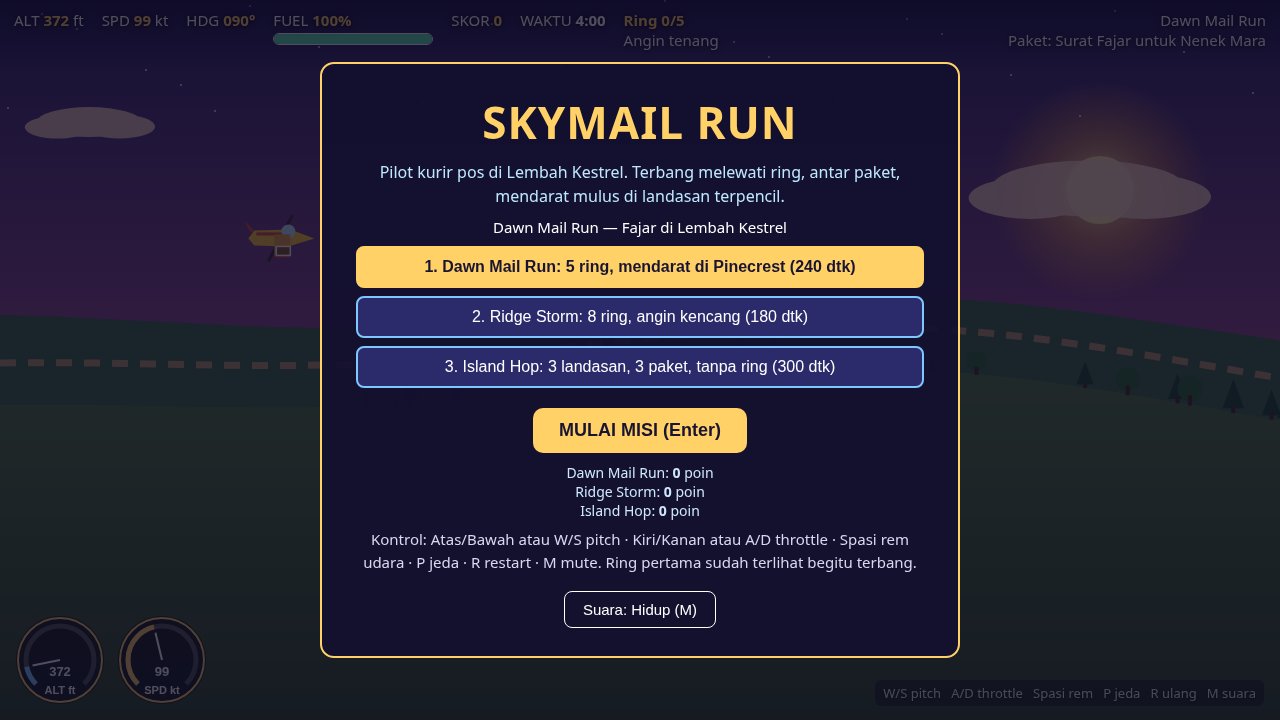 ALT 372 ft SPD 99 kt HDG 090° FUEL 100% SKOR 0 WAKTU 4:00 Ring 0/5 Dawn Mail Run
Angin tenang Paket: Surat Fajar untuk Nenek Mara
SKYMAIL RUN
Pilot kurir pos di Lembah Kestrel. Terbang melewati ring, antar paket,
mendarat mulus di landasan terpencil.
Dawn Mail Run — Fajar di Lembah Kestrel
1. Dawn Mail Run: 5 ring, mendarat di Pinecrest (240 dtk)
2. Ridge Storm: 8 ring, angin kencang (180 dtk)
3. Island Hop: 3 landasan, 3 paket, tanpa ring (300 dtk)
MULAI MISI (Enter)
Dawn Mail Run: 0 poin
Ridge Storm: 0 poin
Island Hop: 0 poin
Kontrol: Atas/Bawah atau W/S pitch · Kiri/Kanan atau A/D throttle · Spasi rem
udara · P jeda · R restart · M mute. Ring pertama sudah terlihat begitu terbang.
Suara: Hidup (M)
372
ALT ft
99
SPD kt
W/S pitch A/D throttle Spasi rem P jeda R ulang M suara